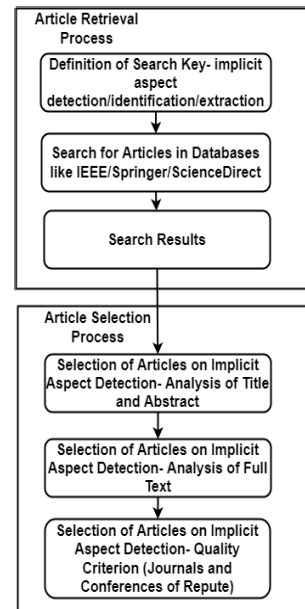 Article Retrieval
Process
Definition of Search Key- implicit
aspect
detection/identification/extraction
Search for Articles in Databases
like IEEE/Springer/ScienceDirect
Search Results
Article Selection
Process
Selection of Articles on Implicit
Aspect Detection- Analysis of Title
and Abstract
Selection of Articles on Implicit
Aspect Detection- Analysis of Full
Text
Selection of Articles on Implicit
Aspect Detection- Quality
Criterion (Journals and
Conferences of Repute)